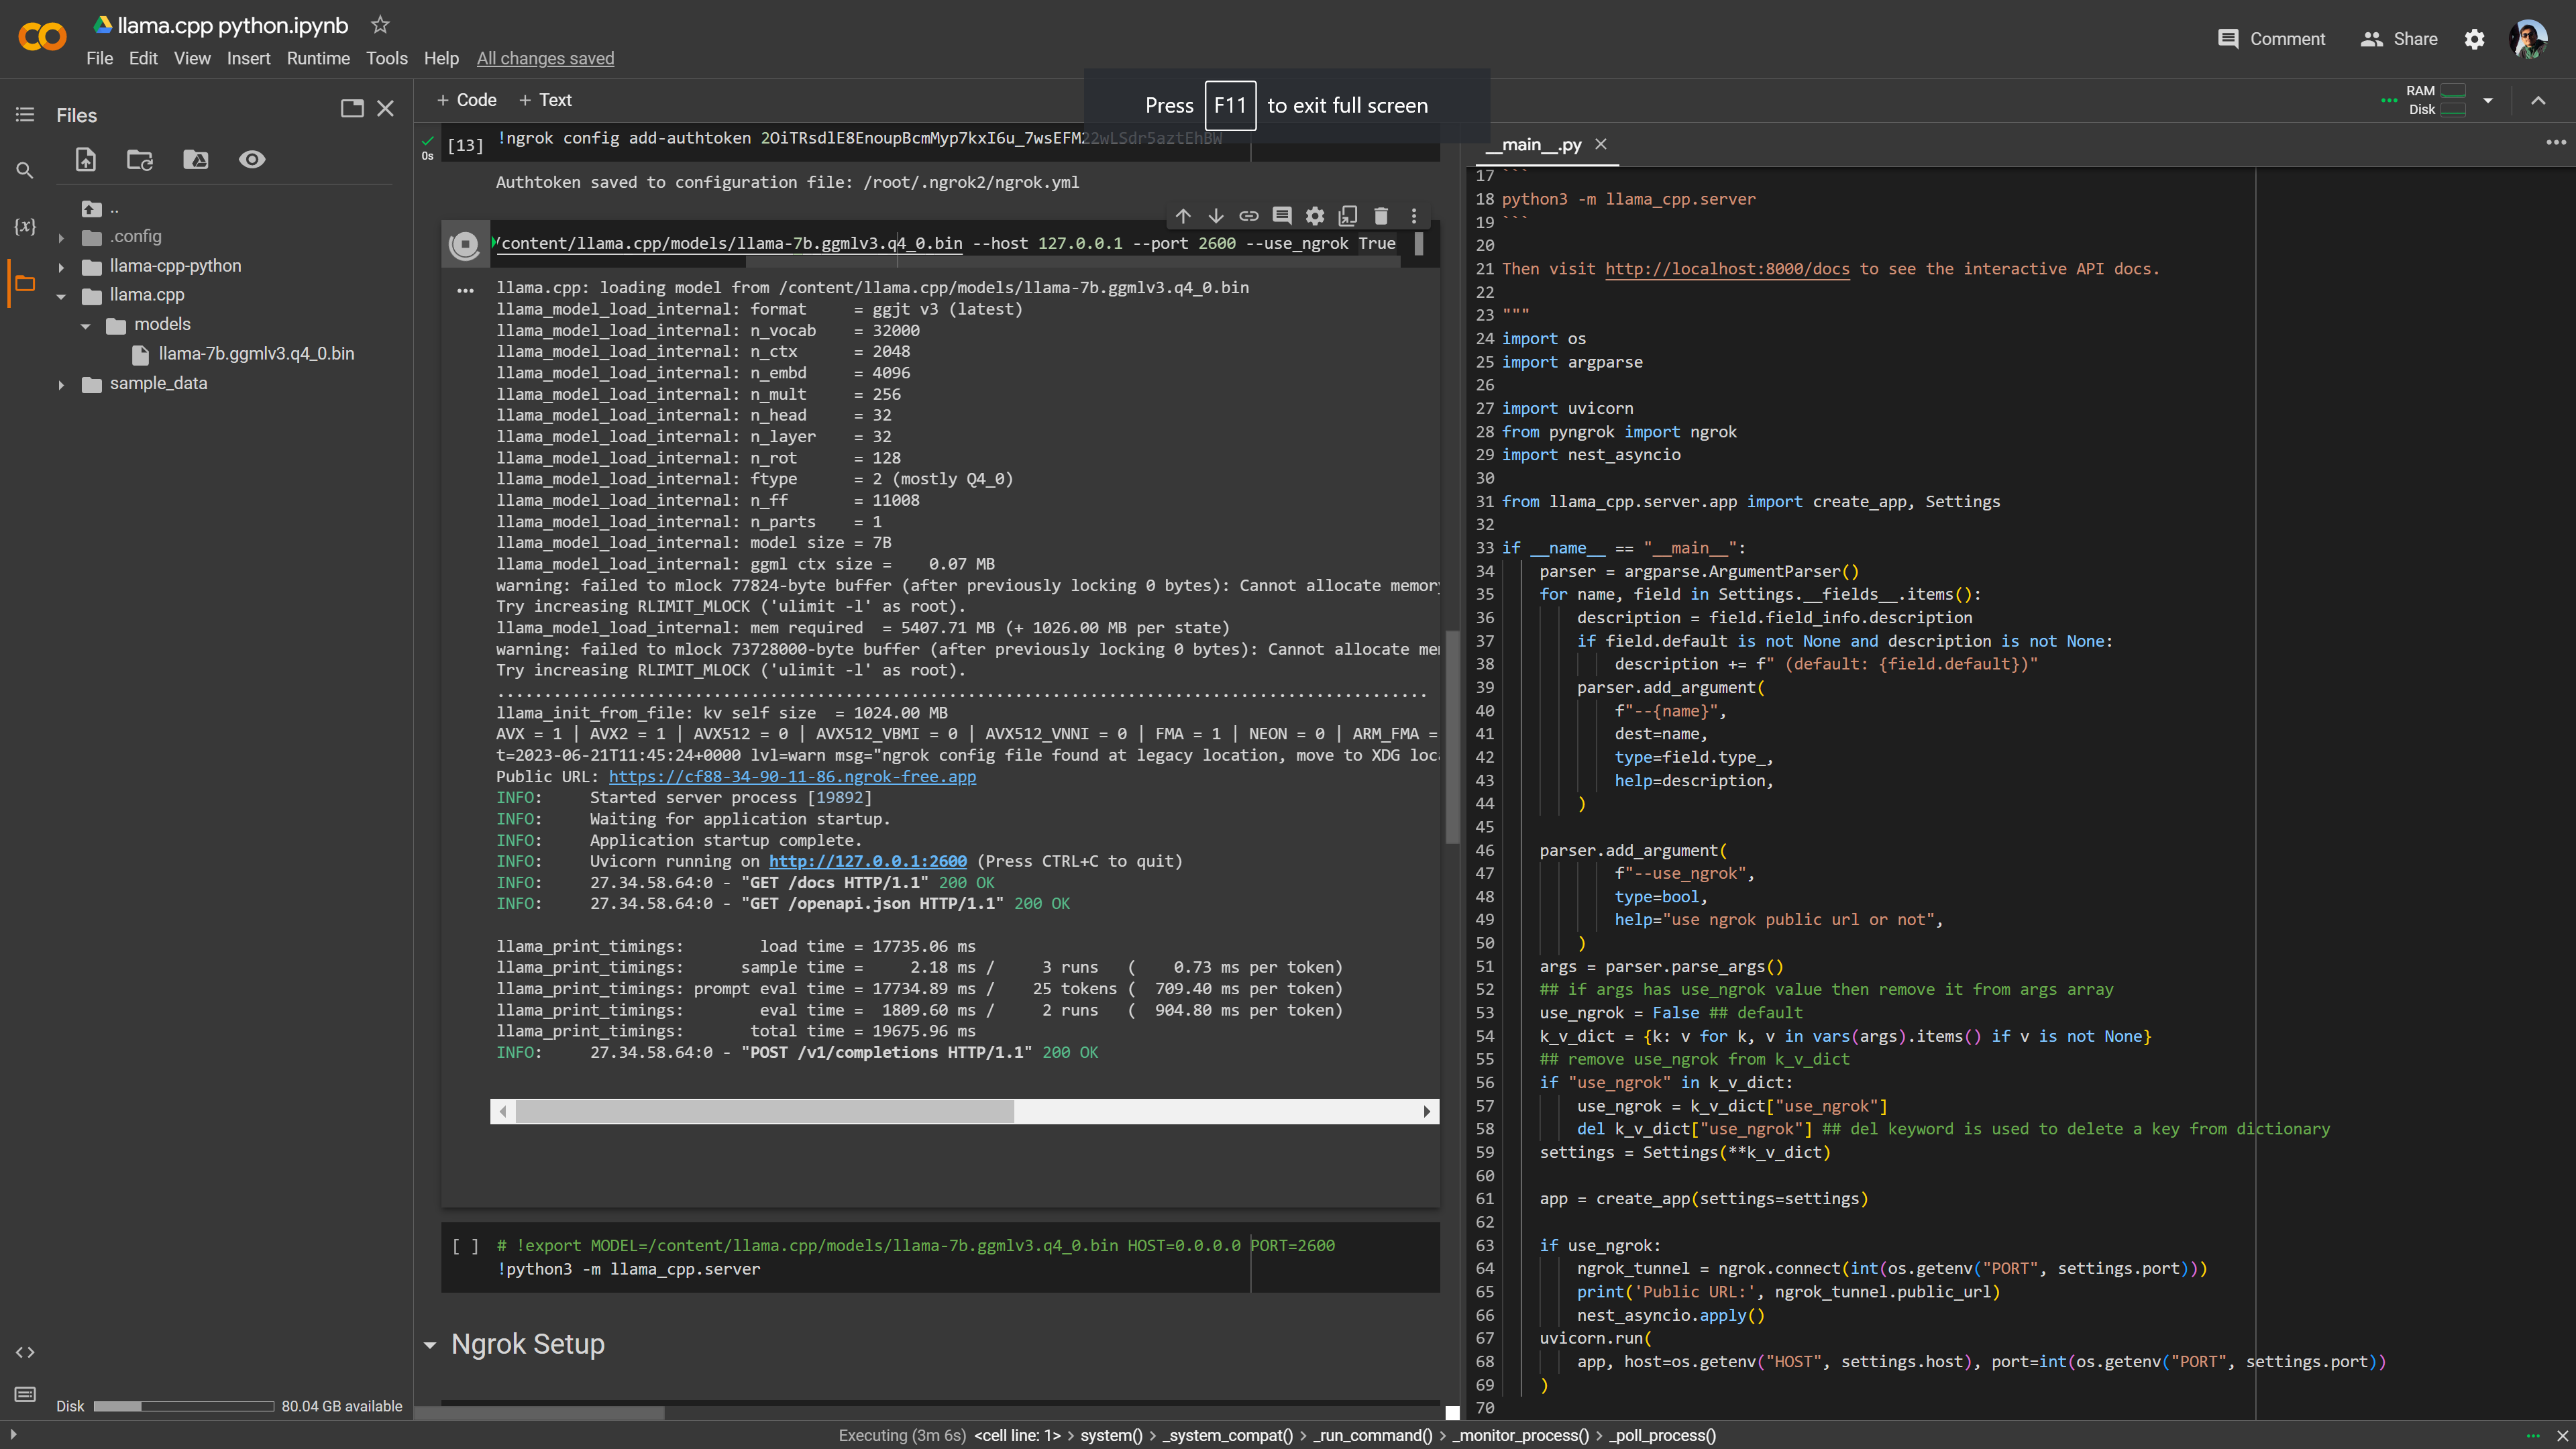 llama.cpp python.ipynb
File Edit View Insert Runtime Tools Help All changes saved
Comment Share
Press F11 to exit full screen
Files
..
.config
llama-cpp-python
llama.cpp
models
llama-7b.ggmlv3.q4_0.bin
sample_data
Disk 80.04 GB available
+ Code + Text
RAM
Disk
0s
[13] !ngrok config add-authtoken
Authtoken saved to configuration file: /root/.ngrok2/ngrok.yml
/content/llama.cpp/models/llama-7b.ggmlv3.q4_0.bin --host 127.0.0.1 --port 2600 --use_ngrok True
llama.cpp: loading model from /content/llama.cpp/models/llama-7b.ggmlv3.q4_0.bin
llama_model_load_internal: format     = ggjt v3 (latest)
llama_model_load_internal: n_vocab    = 32000
llama_model_load_internal: n_ctx      = 2048
llama_model_load_internal: n_embd     = 4096
llama_model_load_internal: n_mult     = 256
llama_model_load_internal: n_head     = 32
llama_model_load_internal: n_layer    = 32
llama_model_load_internal: n_rot      = 128
llama_model_load_internal: ftype      = 2 (mostly Q4_0)
llama_model_load_internal: n_ff       = 11008
llama_model_load_internal: n_parts    = 1
llama_model_load_internal: model size = 7B
llama_model_load_internal: ggml ctx size =    0.07 MB
warning: failed to mlock 77824-byte buffer (after previously locking 0 bytes): Cannot allocate memory
Try increasing RLIMIT_MLOCK ('ulimit -l' as root).
llama_model_load_internal: mem required  = 5407.71 MB (+ 1026.00 MB per state)
warning: failed to mlock 73728000-byte buffer (after previously locking 0 bytes): Cannot allocate
Try increasing RLIMIT_MLOCK ('ulimit -l' as root).
...................................................................................................
llama_init_from_file: kv self size  = 1024.00 MB
AVX = 1 | AVX2 = 1 | AVX512 = 0 | AVX512_VBMI = 0 | AVX512_VNNI = 0 | FMA = 1 | NEON = 0 | ARM_FMA =
t=2023-06-21T11:45:24+0000 lvl=warn msg="ngrok config file found at legacy location, move to XDG
Public URL: https://cf88-34-90-11-86.ngrok-free.app
INFO:     Started server process [19892]
INFO:     Waiting for application startup.
INFO:     Application startup complete.
INFO:     Uvicorn running on http://127.0.0.1:2600 (Press CTRL+C to quit)
INFO:     27.34.58.64:0 - "GET /docs HTTP/1.1" 200 OK
INFO:     27.34.58.64:0 - "GET /openapi.json HTTP/1.1" 200 OK
llama_print_timings:        load time = 17735.06 ms
llama_print_timings:      sample time =     2.18 ms /     3 runs   (    0.73 ms per token)
llama_print_timings: prompt eval time = 17734.89 ms /    25 tokens (  709.40 ms per token)
llama_print_timings:        eval time =  1809.60 ms /     2 runs   (  904.80 ms per token)
llama_print_timings:       total time = 19675.96 ms
INFO:     27.34.58.64:0 - "POST /v1/completions HTTP/1.1" 200 OK
[ ] # !export MODEL=/content/llama.cpp/models/llama-7b.ggmlv3.q4_0.bin HOST=0.0.0.0 PORT=2600
!python3 -m llama_cpp.server
Ngrok Setup
__main__.py
17 ```
18 python3 -m llama_cpp.server
19 ```
20
21 Then visit http://localhost:8000/docs to see the interactive API docs.
22
23 """
24 import os
25 import argparse
26
27 import uvicorn
28 from pyngrok import ngrok
29 import nest_asyncio
30
31 from llama_cpp.server.app import create_app, Settings
32
33 if __name__ == "__main__":
34     parser = argparse.ArgumentParser()
35     for name, field in Settings.__fields__.items():
36         description = field.field_info.description
37         if field.default is not None and description is not None:
38             description += f" (default: {field.default})"
39         parser.add_argument(
40             f"--{name}",
41             dest=name,
42             type=field.type_,
43             help=description,
44         )
45
46     parser.add_argument(
47             f"--use_ngrok",
48             type=bool,
49             help="use ngrok public url or not",
50         )
51     args = parser.parse_args()
52     ## if args has use_ngrok value then remove it from args array
53     use_ngrok = False ## default
54     k_v_dict = {k: v for k, v in vars(args).items() if v is not None}
55     ## remove use_ngrok from k_v_dict
56     if "use_ngrok" in k_v_dict:
57         use_ngrok = k_v_dict["use_ngrok"]
58         del k_v_dict["use_ngrok"] ## del keyword is used to delete a key from dictionary
59     settings = Settings(**k_v_dict)
60
61     app = create_app(settings=settings)
62
63     if use_ngrok:
64         ngrok_tunnel = ngrok.connect(int(os.getenv("PORT", settings.port)))
65         print('Public URL:', ngrok_tunnel.public_url)
66         nest_asyncio.apply()
67     uvicorn.run(
68         app, host=os.getenv("HOST", settings.host), port=int(os.getenv("PORT", settings.port))
69     )
70
Executing (3m 6s) <cell line: 1> > system() > _system_compat() > _run_command() > _monitor_process() > _poll_process()